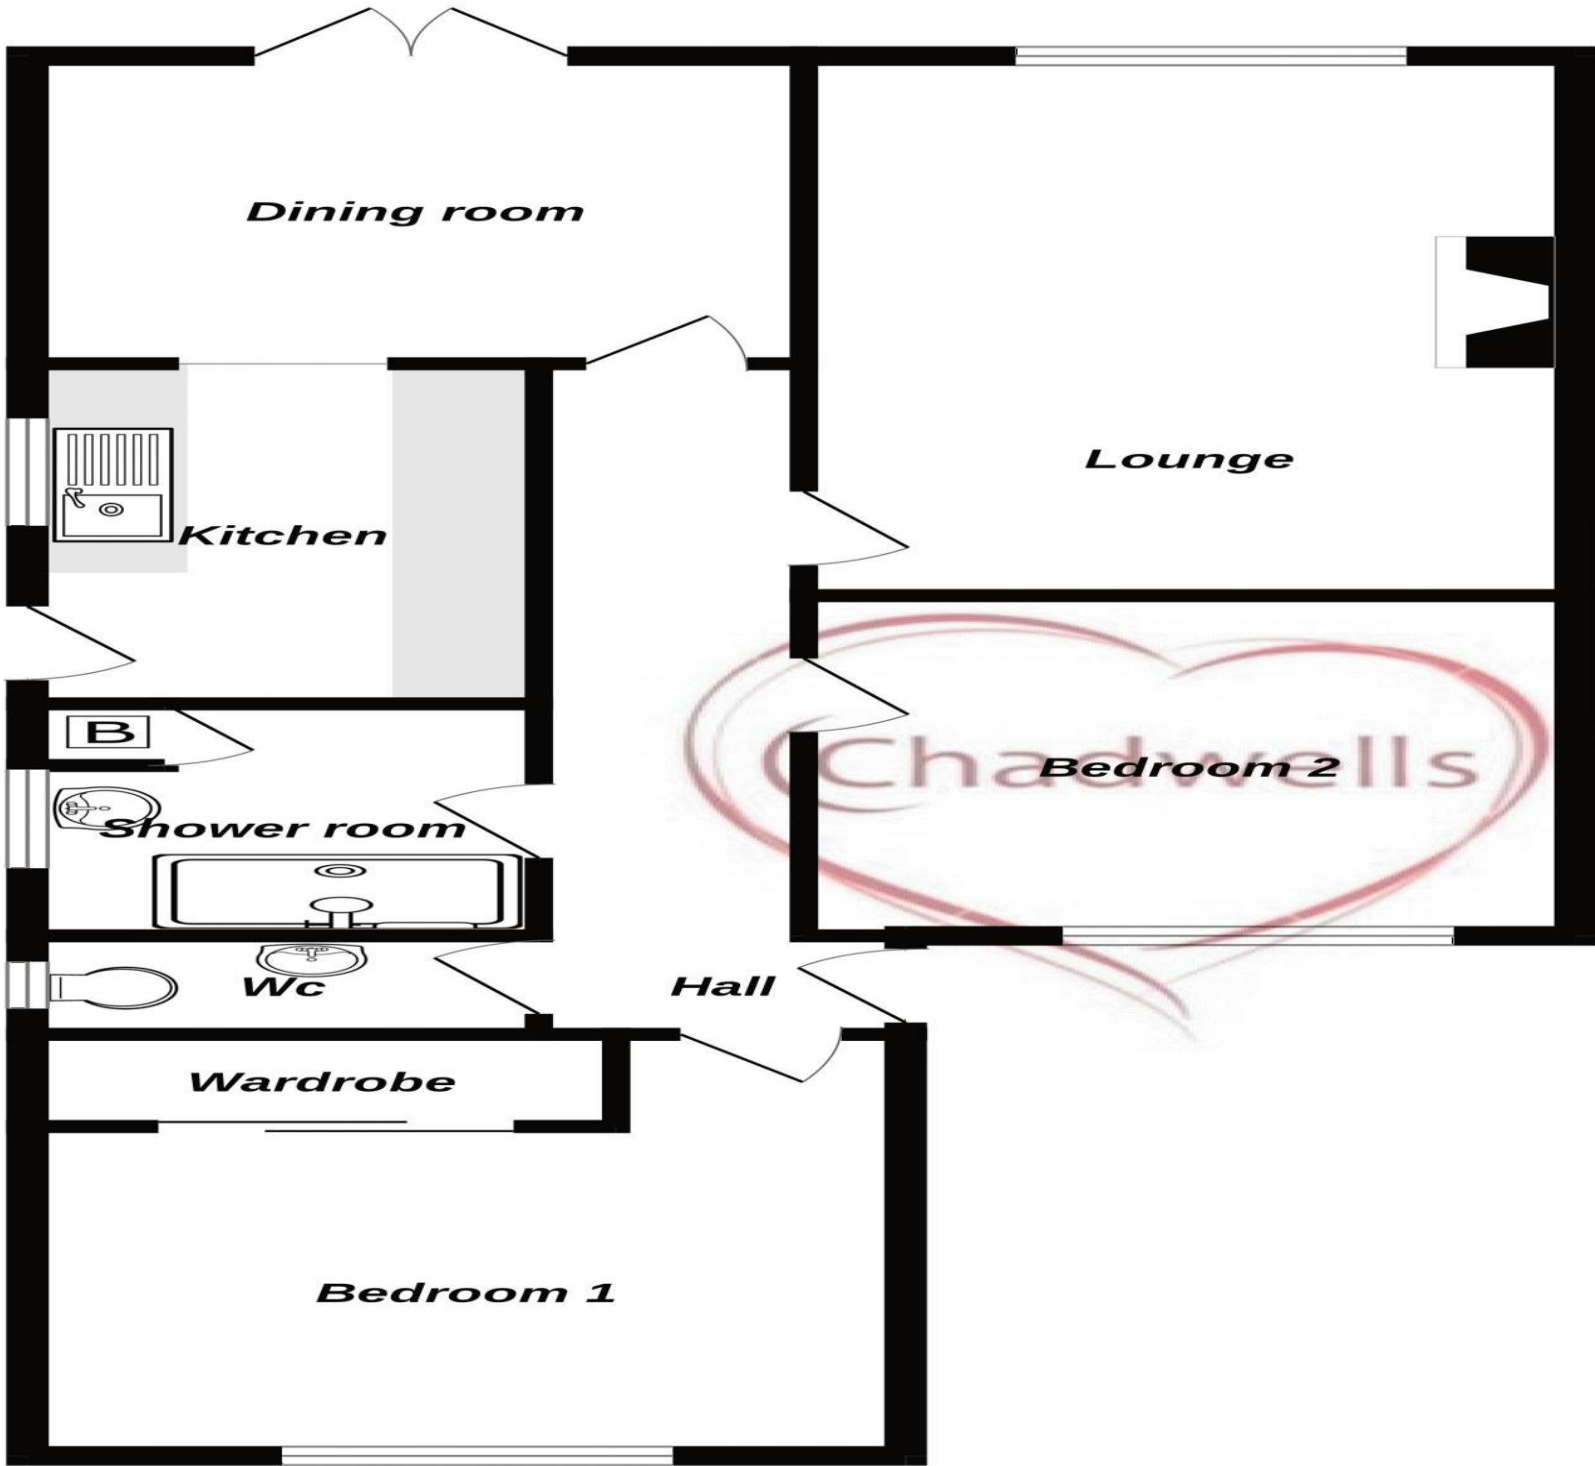 Dining room
Lounge
Kitchen
B
Chadwells
Bedroom 2
Shower room
Wc
Hall
Wardrobe
Bedroom 1